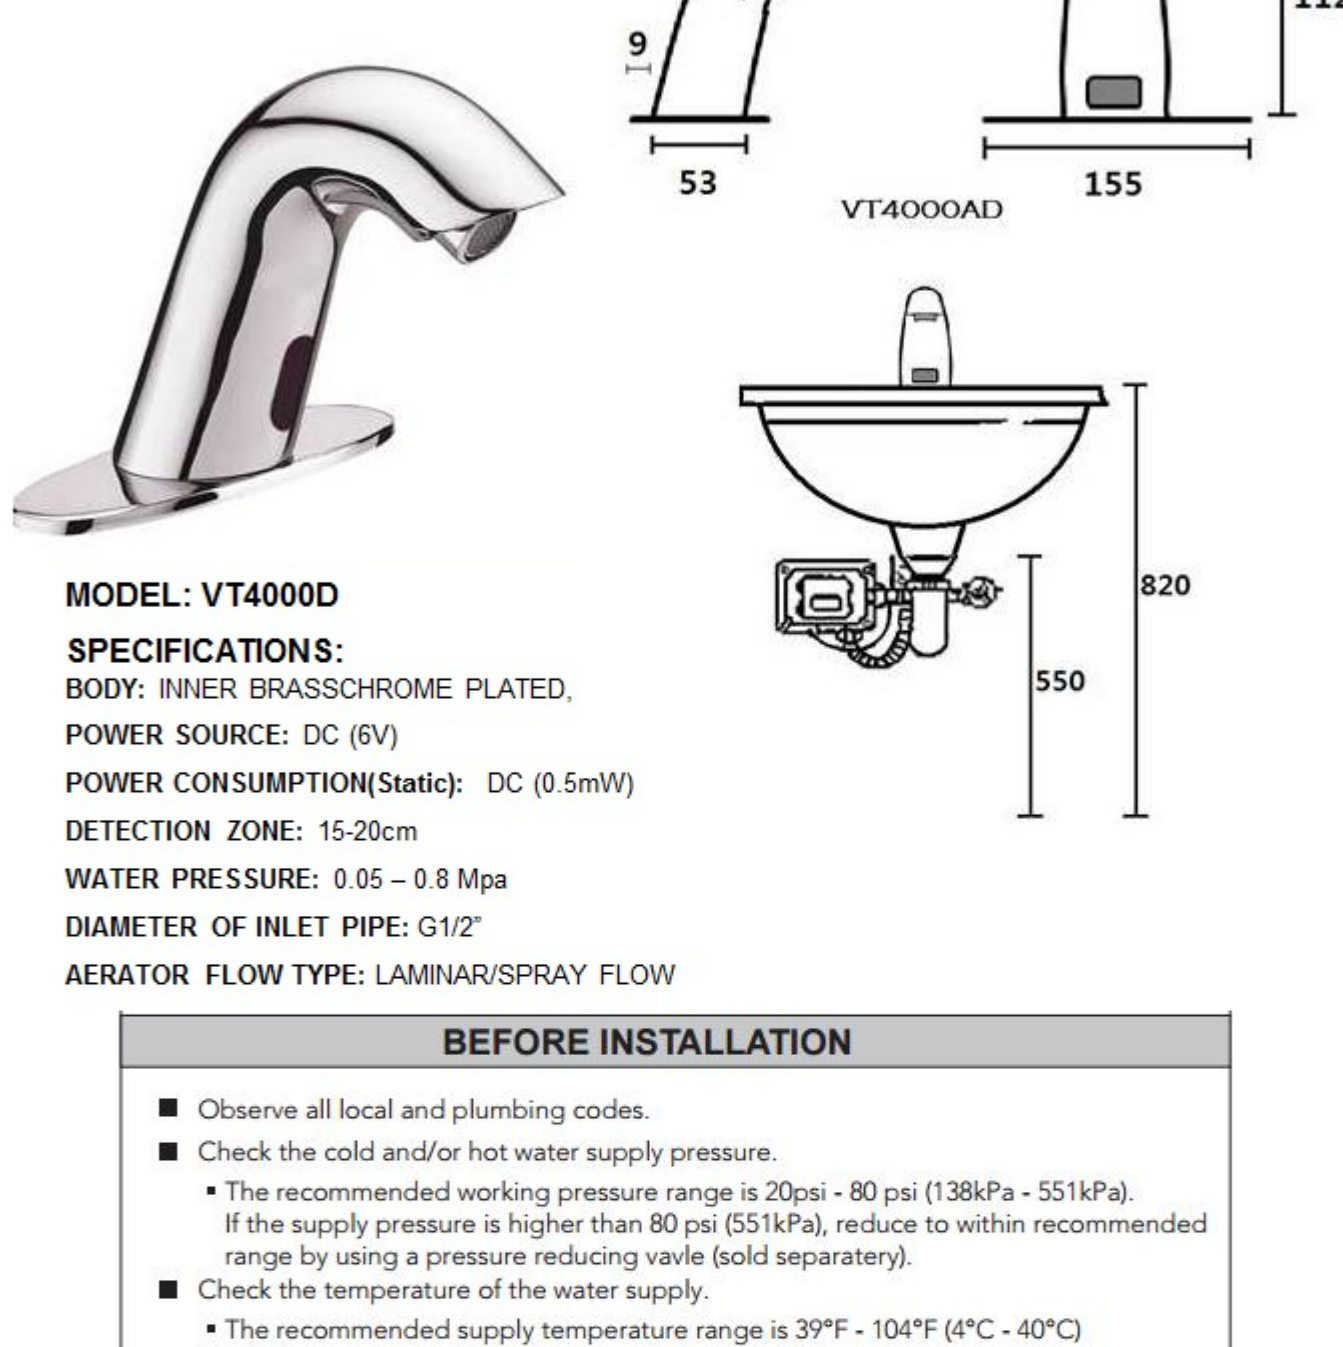 112
9
53
155
VT4000AD
820
550
MODEL: VT4000D
SPECIFICATIONS:
BODY: INNER BRASSCHROME PLATED,
POWER SOURCE: DC (6V)
POWER CONSUMPTION(Static): DC (0.5mW)
DETECTION ZONE: 15-20cm
WATER PRESSURE: 0.05 – 0.8 Mpa
DIAMETER OF INLET PIPE: G1/2”
AERATOR FLOW TYPE: LAMINAR/SPRAY FLOW
BEFORE INSTALLATION
■ Observe all local and plumbing codes.
■ Check the cold and/or hot water supply pressure.
▪ The recommended working pressure range is 20psi - 80 psi (138kPa - 551kPa).
If the supply pressure is higher than 80 psi (551kPa), reduce to within recommended
range by using a pressure reducing vavle (sold separatery).
■ Check the temperature of the water supply.
▪ The recommended supply temperature range is 39°F - 104°F (4°C - 40°C)